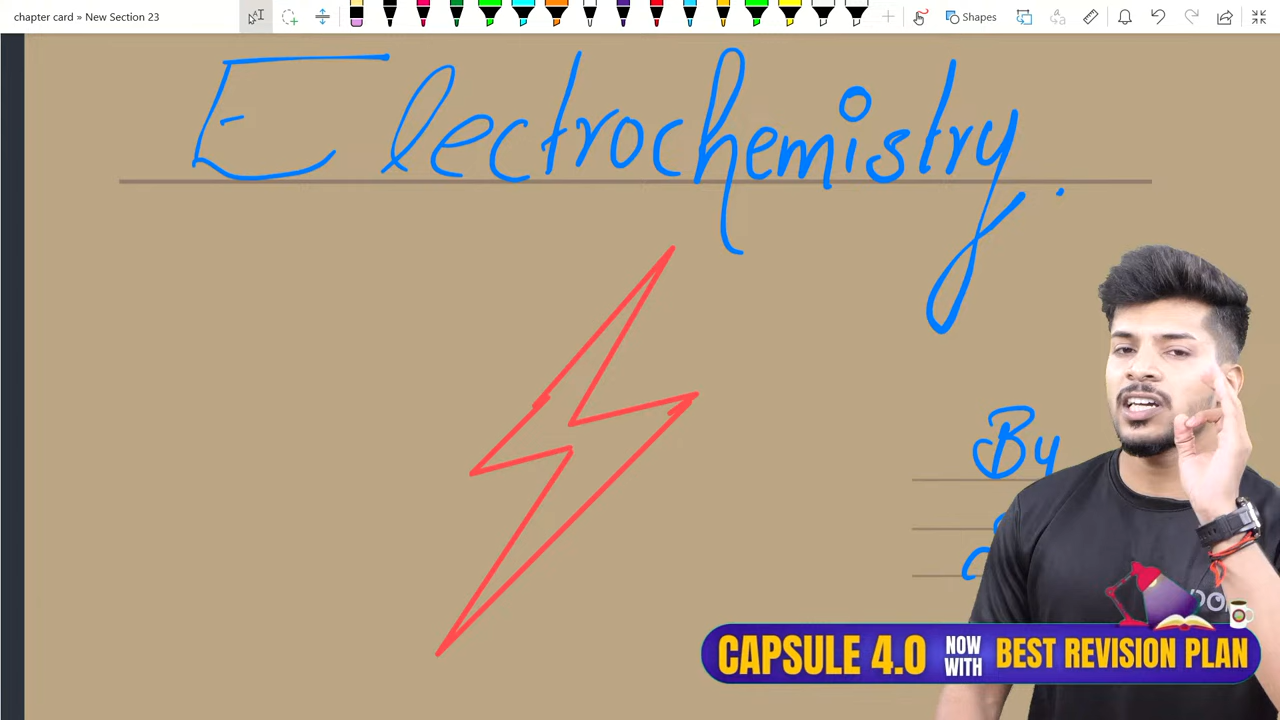 chapter card » New Section 23
Shapes
Electrochemistry.
By
CAPSULE 4.0 NOW WITH BEST REVISION PLAN